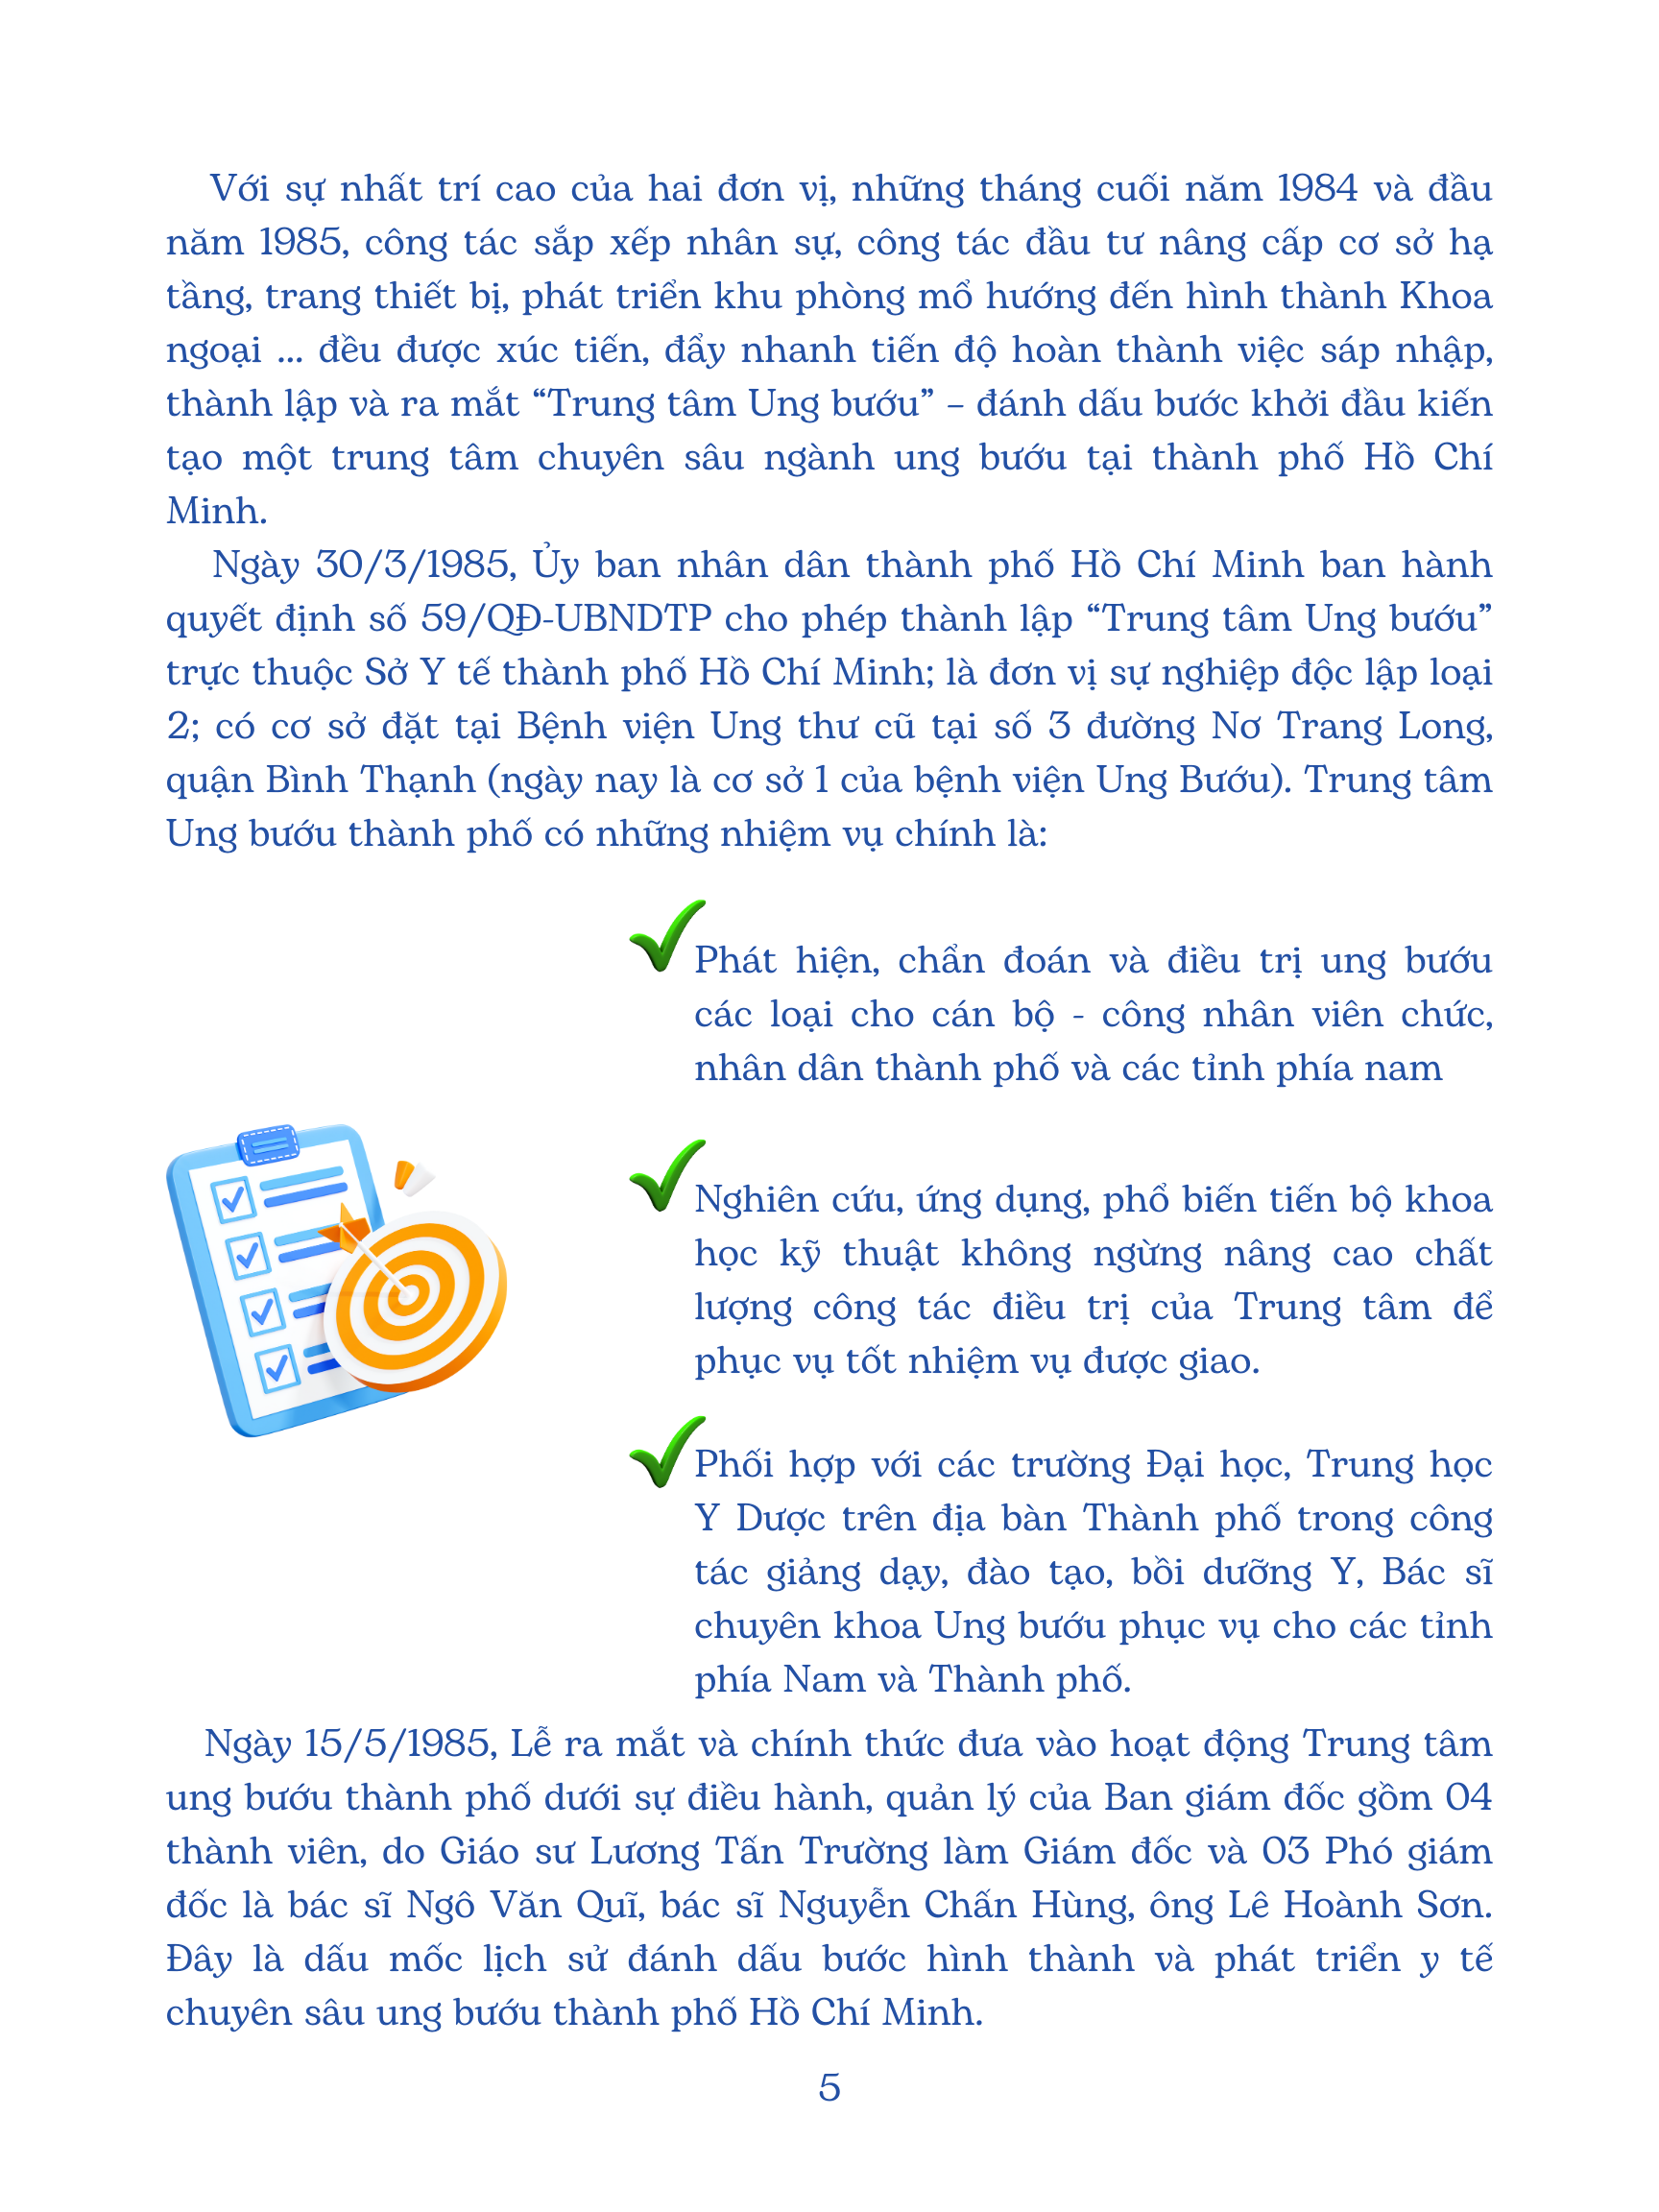 Với sự nhất trí cao của hai đơn vị, những tháng cuối năm 1984 và đầu
năm 1985, công tác sắp xếp nhân sự, công tác đầu tư nâng cấp cơ sở hạ
tầng, trang thiết bị, phát triển khu phòng mổ hướng đến hình thành Khoa
ngoại ... đều được xúc tiến, đẩy nhanh tiến độ hoàn thành việc sáp nhập,
thành lập và ra mắt “Trung tâm Ung bướu” – đánh dấu bước khởi đầu kiến
tạo một trung tâm chuyên sâu ngành ung bướu tại thành phố Hồ Chí
Minh.
Ngày 30/3/1985, Ủy ban nhân dân thành phố Hồ Chí Minh ban hành
quyết định số 59/QĐ-UBNDTP cho phép thành lập “Trung tâm Ung bướu”
trực thuộc Sở Y tế thành phố Hồ Chí Minh; là đơn vị sự nghiệp độc lập loại
2; có cơ sở đặt tại Bệnh viện Ung thư cũ tại số 3 đường Nơ Trang Long,
quận Bình Thạnh (ngày nay là cơ sở 1 của bệnh viện Ung Bướu). Trung tâm
Ung bướu thành phố có những nhiệm vụ chính là:
Phát hiện, chẩn đoán và điều trị ung bướu
các loại cho cán bộ - công nhân viên chức,
nhân dân thành phố và các tỉnh phía nam
Nghiên cứu, ứng dụng, phổ biến tiến bộ khoa
học kỹ thuật không ngừng nâng cao chất
lượng công tác điều trị của Trung tâm để
phục vụ tốt nhiệm vụ được giao.
Phối hợp với các trường Đại học, Trung học
Y Dược trên địa bàn Thành phố trong công
tác giảng dạy, đào tạo, bồi dưỡng Y, Bác sĩ
chuyên khoa Ung bướu phục vụ cho các tỉnh
phía Nam và Thành phố.
Ngày 15/5/1985, Lễ ra mắt và chính thức đưa vào hoạt động Trung tâm
ung bướu thành phố dưới sự điều hành, quản lý của Ban giám đốc gồm 04
thành viên, do Giáo sư Lương Tấn Trường làm Giám đốc và 03 Phó giám
đốc là bác sĩ Ngô Văn Quĩ, bác sĩ Nguyễn Chấn Hùng, ông Lê Hoành Sơn.
Đây là dấu mốc lịch sử đánh dấu bước hình thành và phát triển y tế
chuyên sâu ung bướu thành phố Hồ Chí Minh.
5